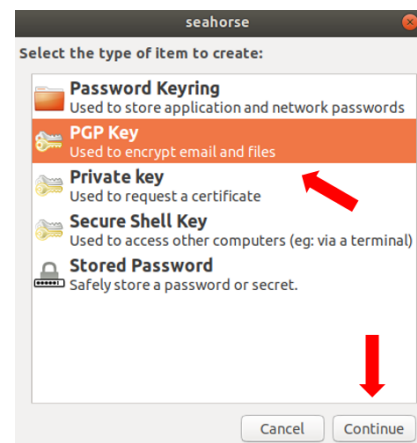 seahorse
Select the type of item to create:
Password Keyring
Used to store application and network passwords
PGP Key
Used to encrypt email and files
Private key
Used to request a certificate
Secure Shell Key
Used to access other computers (eg: via a terminal)
Stored Password
Safely store a password or secret.
Cancel Continue